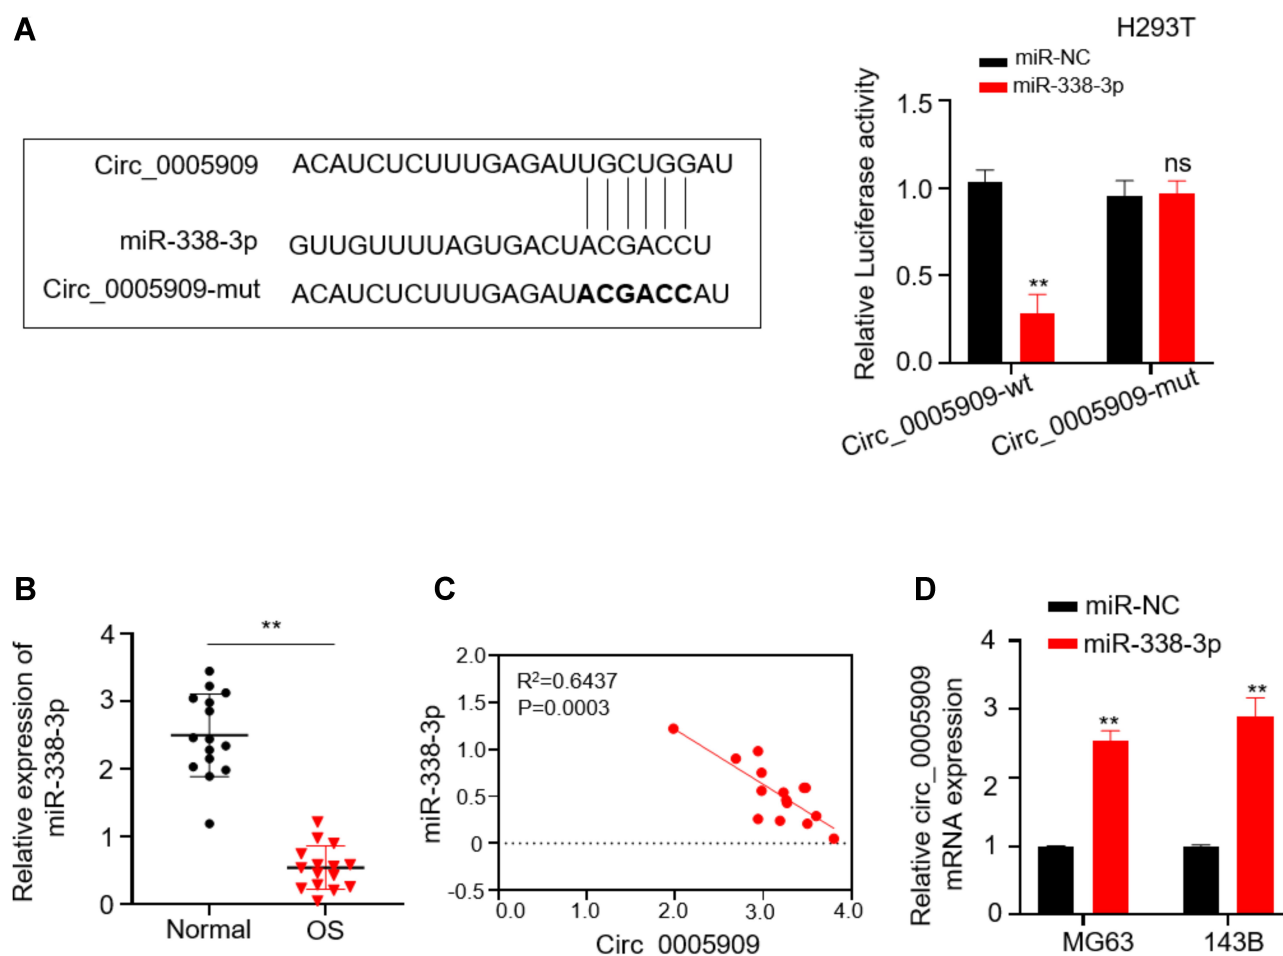 A
Circ_0005909 ACAUCUCUUUGAGAUUGCUGGAU
miR-338-3p GUUGUUUUAGUGACUACGACCU
Circ_0005909-mut ACAUCUCUUUGAGAUACGACCAU
H293T
miR-NC
miR-338-3p
Relative Luciferase activity
1.5
1.0
0.5
0.0
**
ns
Circ_0005909-wt
Circ_0005909-mut
B
Relative expression of
miR-338-3p
4
3
2
1
0
**
Normal
OS
C
miR-338-3p
2.0
1.5
1.0
0.5
0
-0.5
R²=0.6437
P=0.0003
0.0 1.0 2.0 3.0 4.0
Circ 0005909
D
miR-NC
miR-338-3p
Relative circ_0005909
mRNA expression
4
3
2
1
0
**
**
MG63
143B